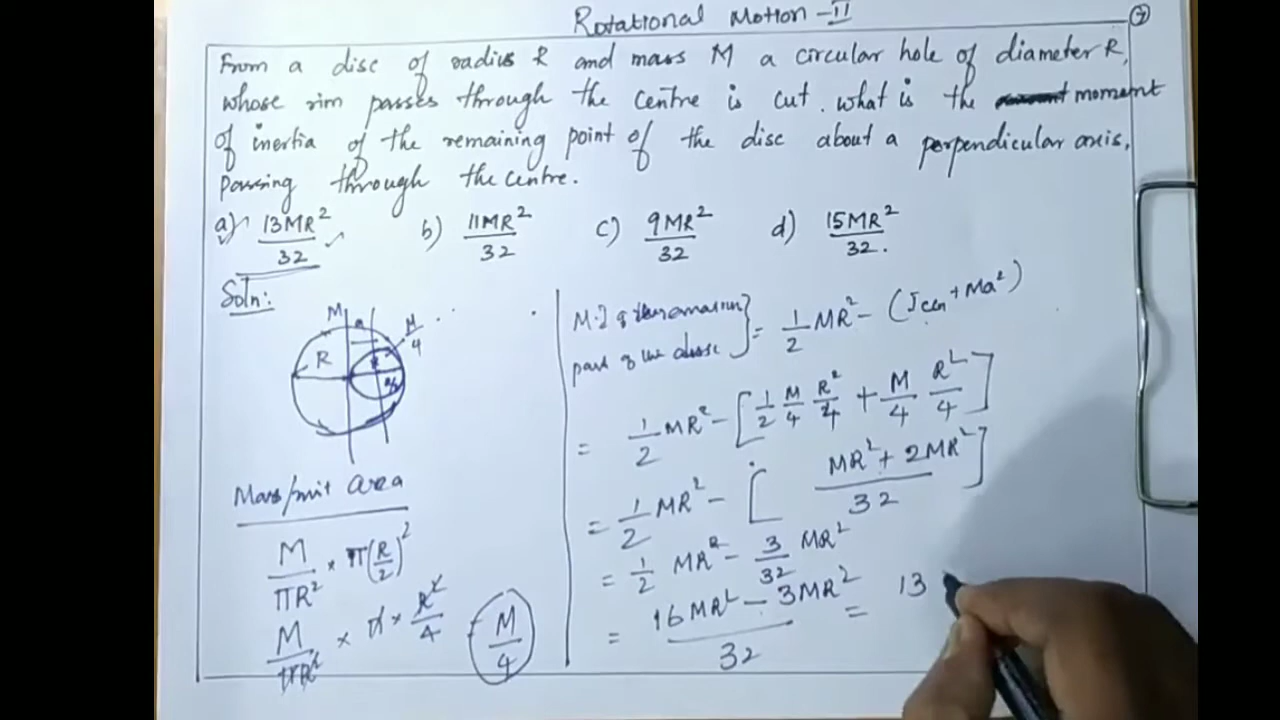 Rotational Motion -II
7
From a disc of radius R and mass M a circular hole of diameter R,
whose rim passes through the centre is cut. what is the moment
of inertia of the remaining point of the disc about a perpendicular axis,
passing through the centre.
a) 13MR²/32 ✓ b) 11MR²/32 c) 9MR²/32 d) 15MR²/32.
Soln:
M
a
M/4
R
R/2
Mass/unit area
M/πR² × π(R/2)²
M/πR² × π × R²/4 = M/4
M.I of the remaining
part of the disc } = 1/2 MR² - (Icm + Ma²)
= 1/2 MR² - [1/2 M/4 R²/4 + M/4 R²/4]
= 1/2 MR² - [MR² + 2MR²/32]
= 1/2 MR² - 3/32 MR²
= 16MR² - 3MR²/32 = 13